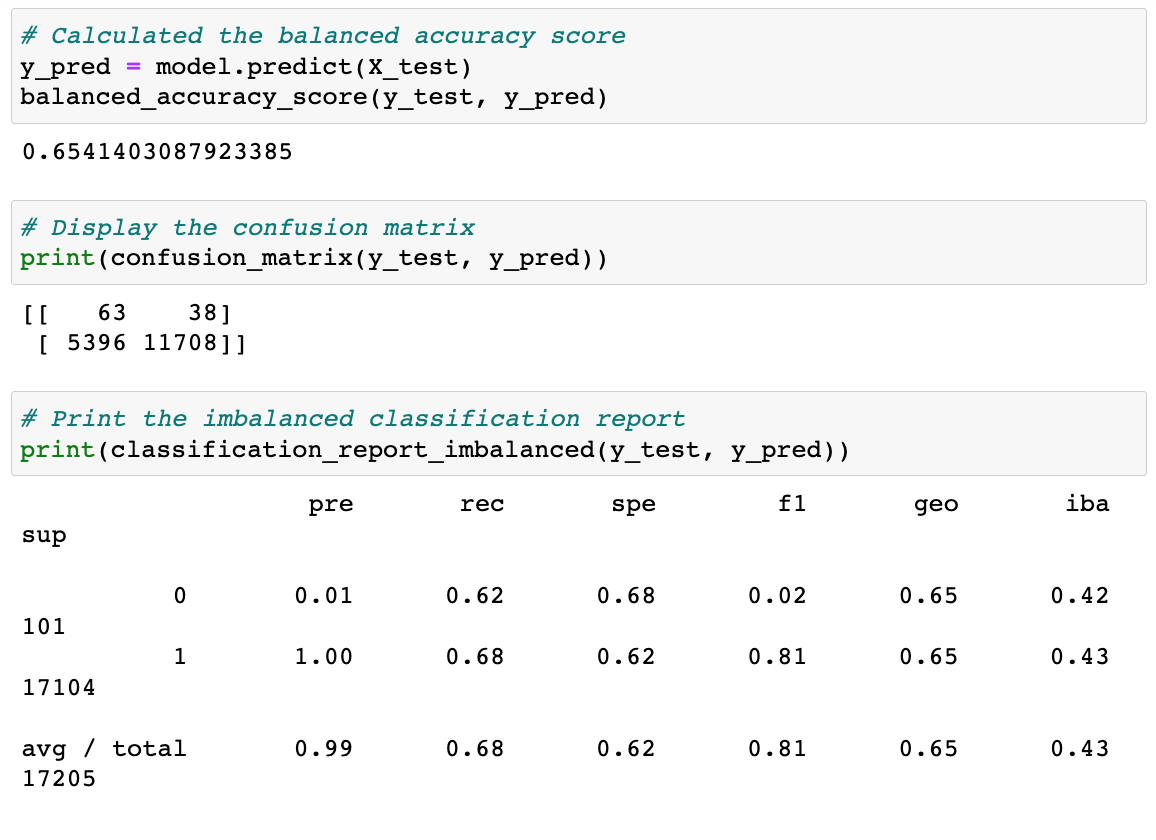 # Calculated the balanced accuracy score
y_pred = model.predict(X_test)
balanced_accuracy_score(y_test, y_pred)
0.6541403087923385
# Display the confusion matrix
print(confusion_matrix(y_test, y_pred))
[[   63    38]
 [ 5396 11708]]
# Print the imbalanced classification report
print(classification_report_imbalanced(y_test, y_pred))
                   pre       rec       spe        f1       geo       iba
sup
          0       0.01      0.62      0.68      0.02      0.65      0.42
101
          1       1.00      0.68      0.62      0.81      0.65      0.43
17104
avg / total       0.99      0.68      0.62      0.81      0.65      0.43
17205